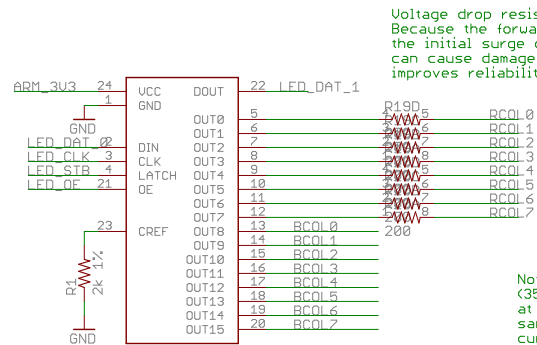 Voltage drop resis
Because the forwa
the initial surge
can cause damage
improves reliabilit
ARM_3V3 24 VCC DOUT 22 LED_DAT_1
1 GND
GND
R19D
OUT0 5 5 RCOL0
OUT1 6 6 RCOL1
LED_DAT_0 2 DIN OUT2 7 7 RCOL2
LED_CLK 3 CLK OUT3 8 8 RCOL3
LED_STB 4 LATCH OUT4 9 5 RCOL4
LED_OE 21 OE OUT5 10 6 RCOL5
OUT6 11 7 RCOL6
OUT7 12 8 RCOL7
23 CREF OUT8 13 BCOL0 200
OUT9 14 BCOL1
OUT10 15 BCOL2
OUT11 16 BCOL3
OUT12 17 BCOL4
OUT13 18 BCOL5
OUT14 19 BCOL6
OUT15 20 BCOL7
R1
2k 1%
GND
No
(35
at
sa
cu